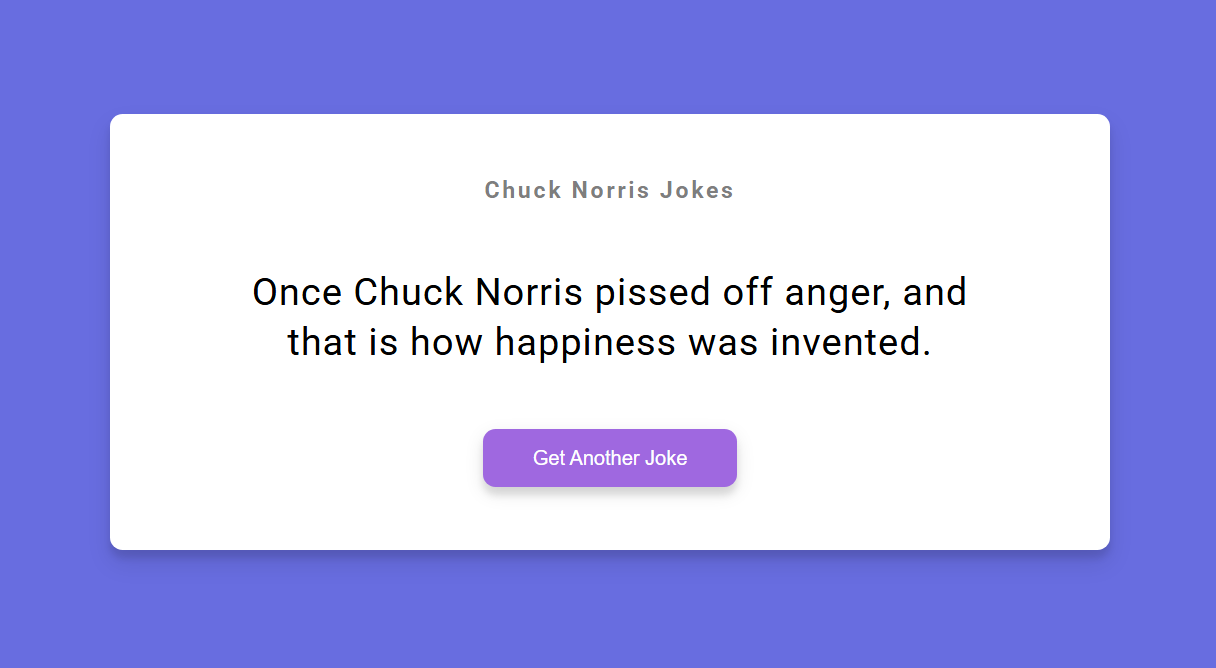 Chuck Norris Jokes
Once Chuck Norris pissed off anger, and
that is how happiness was invented.
Get Another Joke